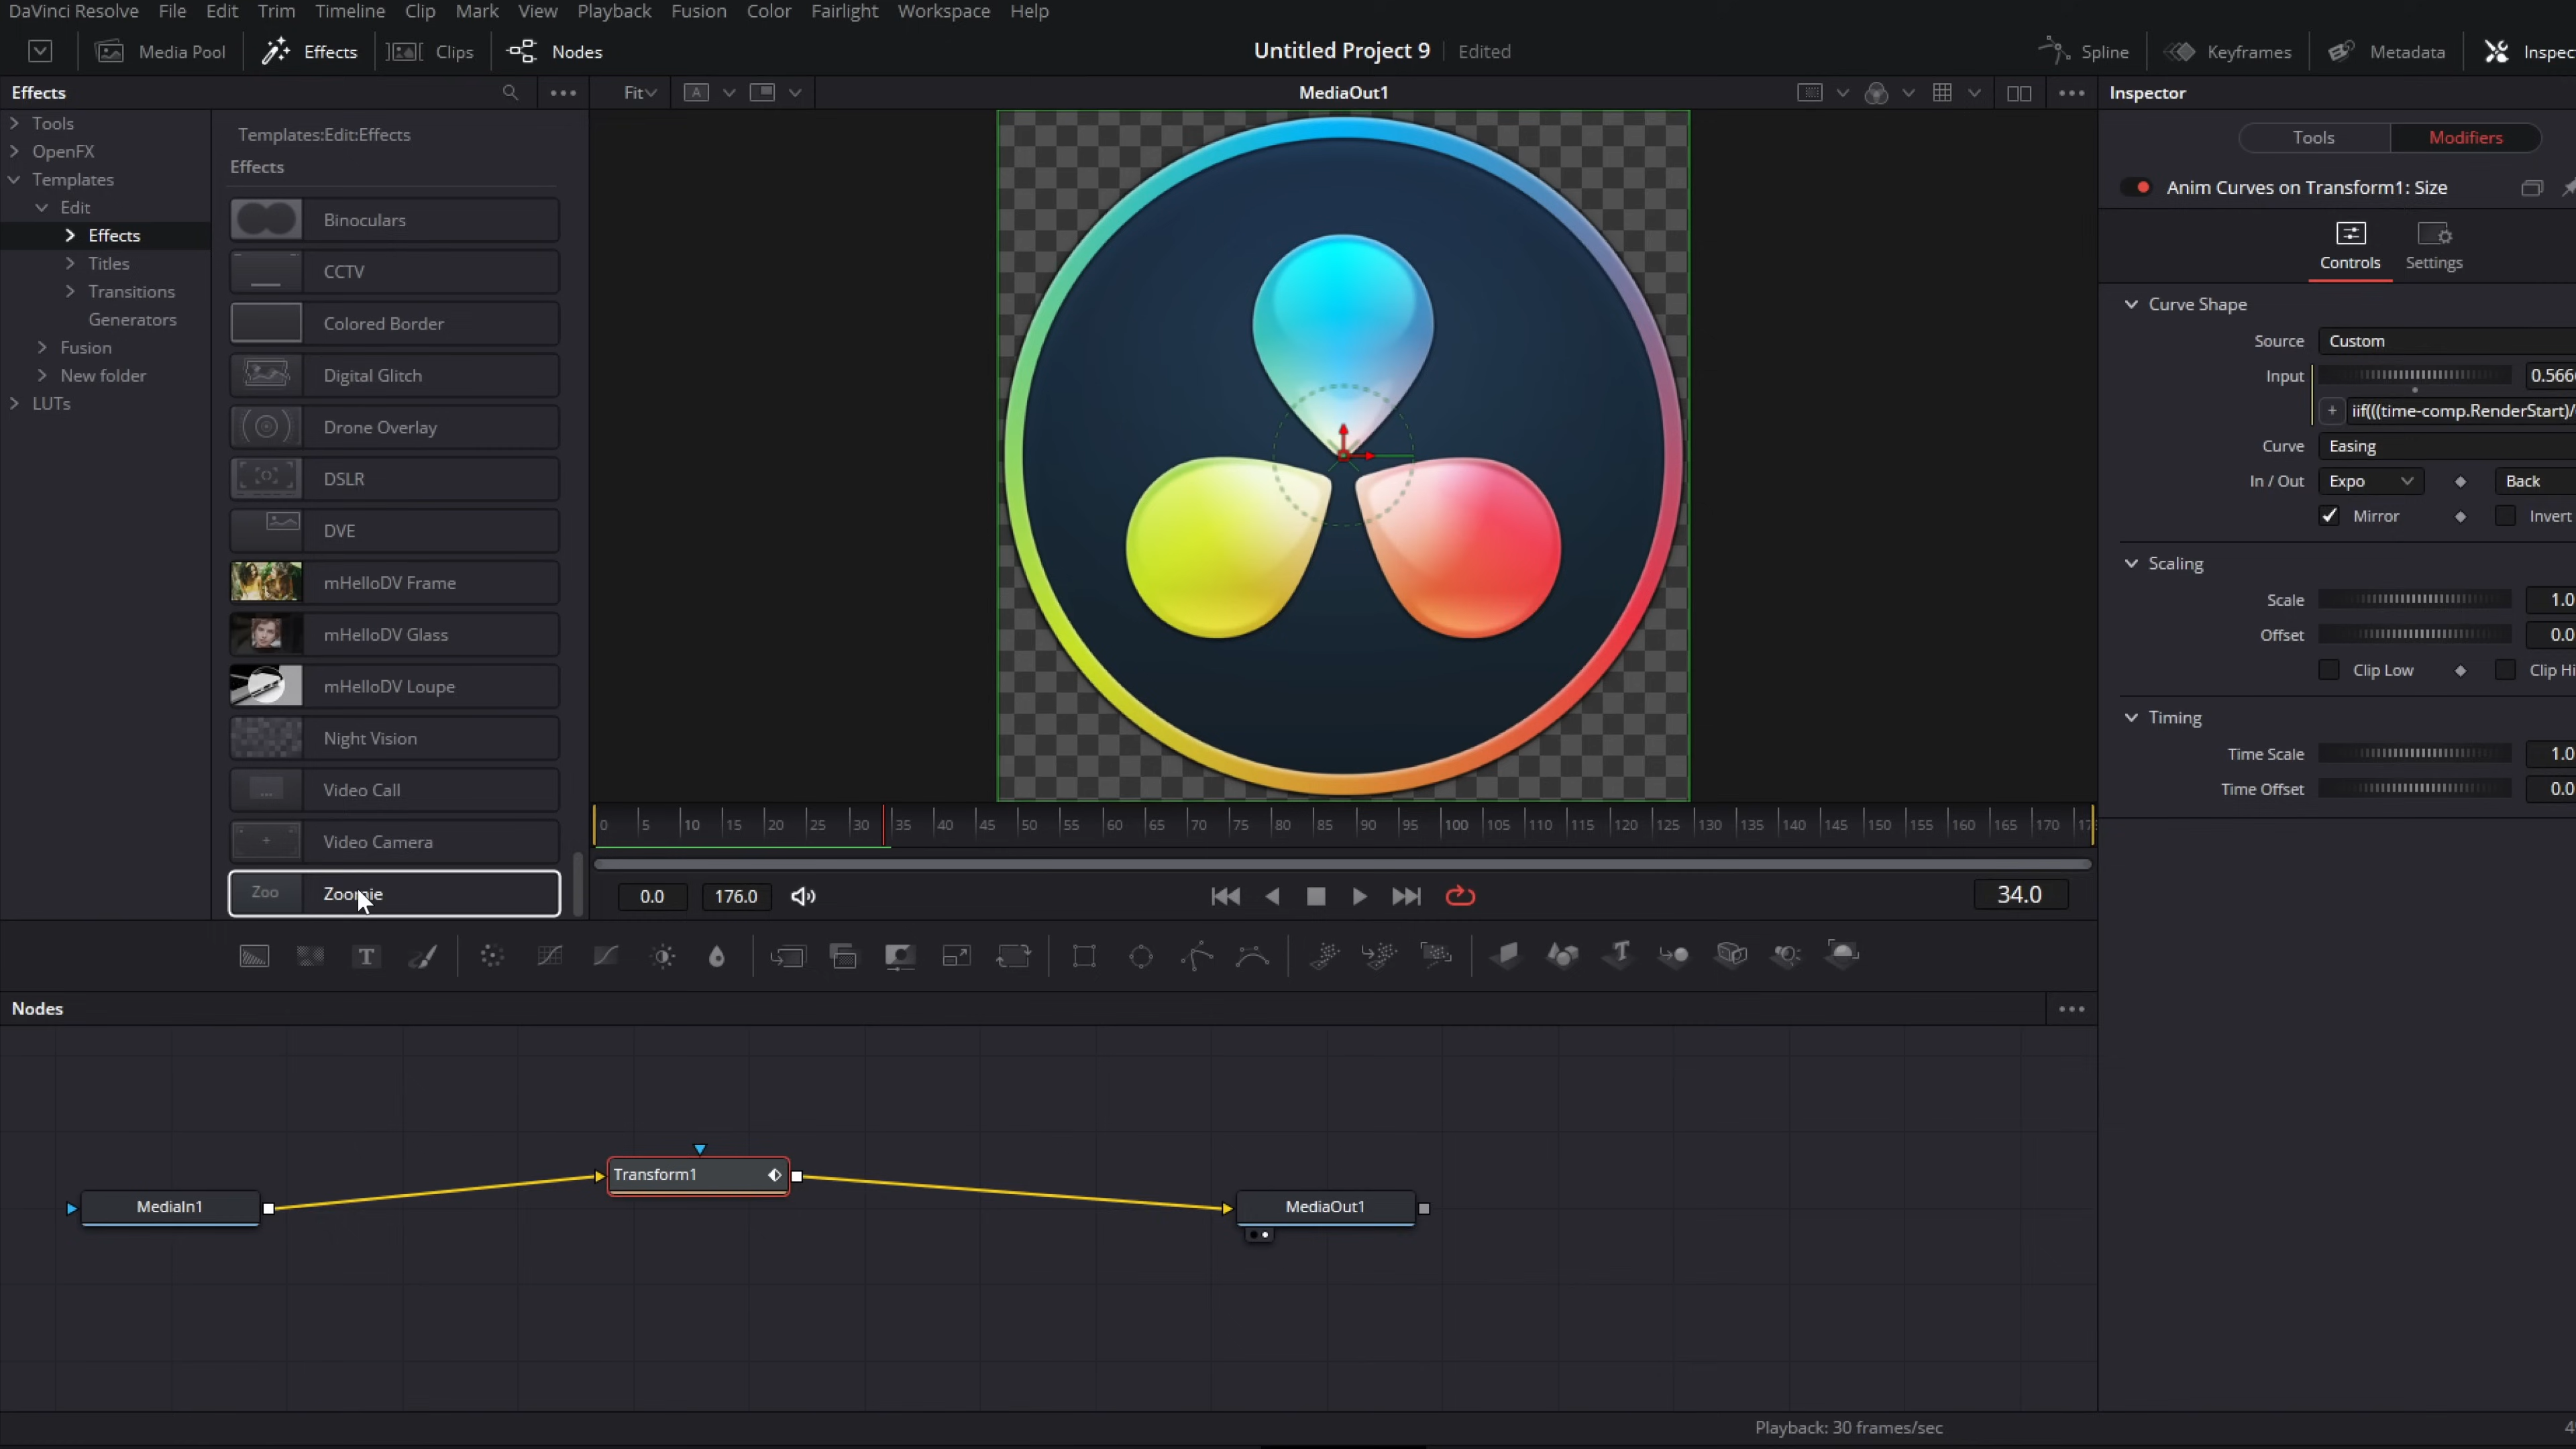 DaVinci Resolve File Edit Trim Timeline Clip Mark View Playback Fusion Color Fairlight Workspace Help
Media Pool Effects Clips Nodes Untitled Project 9 Edited Spline Keyframes Metadata Inspec
Effects Fit A MediaOut1 Inspector
Tools
OpenFX
Templates
Edit
Effects
Titles
Transitions
Generators
Fusion
New folder
LUTs
Templates:Edit:Effects
Effects
Binoculars
CCTV
Colored Border
Digital Glitch
Drone Overlay
DSLR
DVE
mHelloDV Frame
mHelloDV Glass
mHelloDV Loupe
Night Vision
Video Call
Video Camera
Zoo Zoomie
0 5 10 15 20 25 30 35 40 45 50 55 60 65 70 75 80 85 90 95 100 105 110 115 120 125 130 135 140 145 150 155 160 165 170 17
0.0 176.0 34.0
Tools Modifiers
Anim Curves on Transform1: Size
Controls Settings
Curve Shape
Source Custom
Input 0.566
iif(((time-comp.RenderStart)/
Curve Easing
In / Out Expo Back
Mirror Invert
Scaling
Scale 1.0
Offset 0.0
Clip Low Clip Hi
Timing
Time Scale 1.0
Time Offset 0.0
T T
Nodes
Transform1
MediaIn1 MediaOut1
Playback: 30 frames/sec